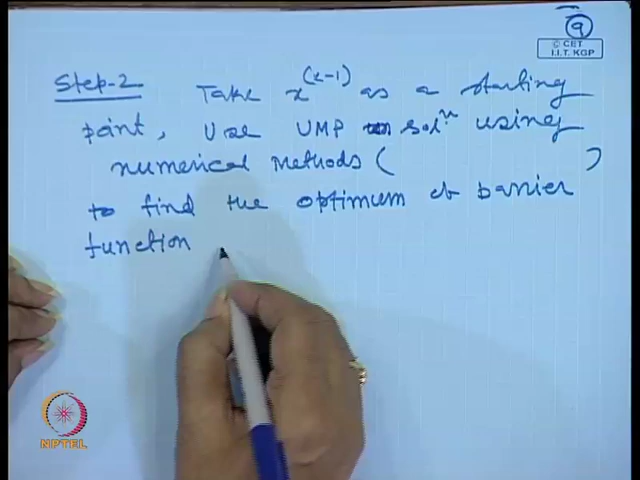 9
© CET
I.I.T. KGP
Step-2 Take x^(k-1) as a starting
point, Use UMP solⁿ using
numerical methods ( )
to find the optimum of barrier
function
NPTEL